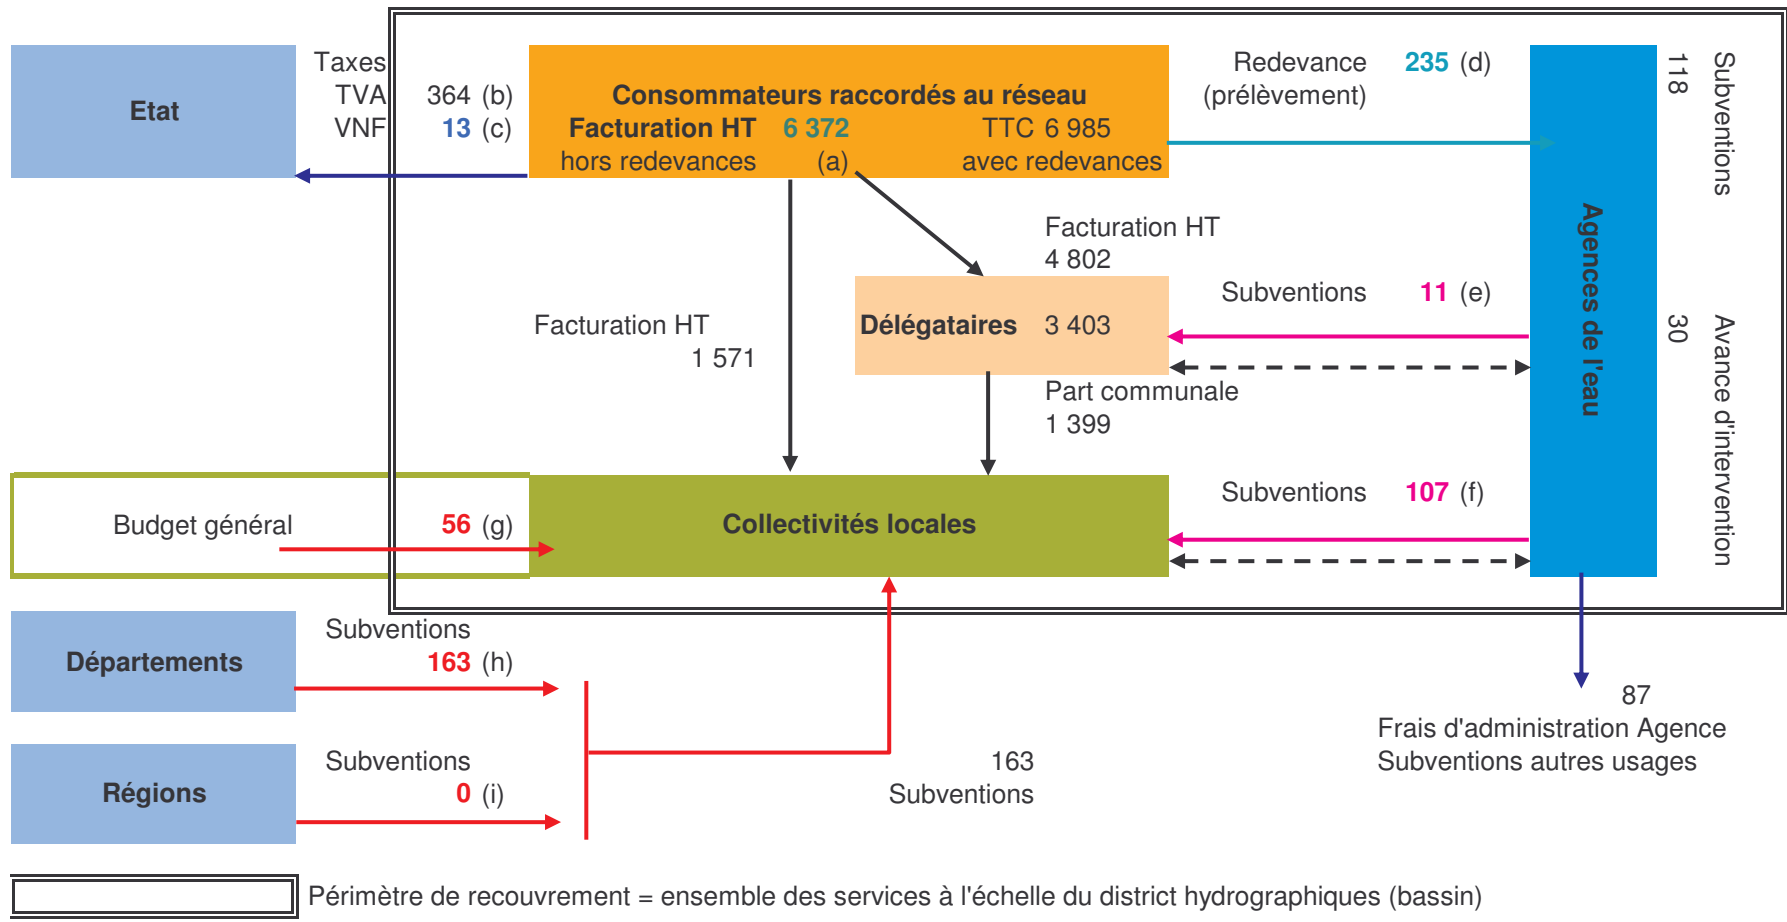 Etat
Taxes
TVA 364 (b)
VNF 13 (c)
Consommateurs raccordés au réseau
Facturation HT 6 372 TTC 6 985
hors redevances (a) avec redevances
Redevance 235 (d)
(prélèvement)
Subventions
118
Agences de l'eau
Avance d'intervention
30
Facturation HT
4 802
Délégataires 3 403
Subventions 11 (e)
Facturation HT
1 571
Part communale
1 399
Budget général 56 (g)
Collectivités locales
Subventions 107 (f)
Départements
Subventions
163 (h)
Régions
Subventions
0 (i)
163
Subventions
87
Frais d'administration Agence
Subventions autres usages
Périmètre de recouvrement = ensemble des services à l'échelle du district hydrographiques (bassin)